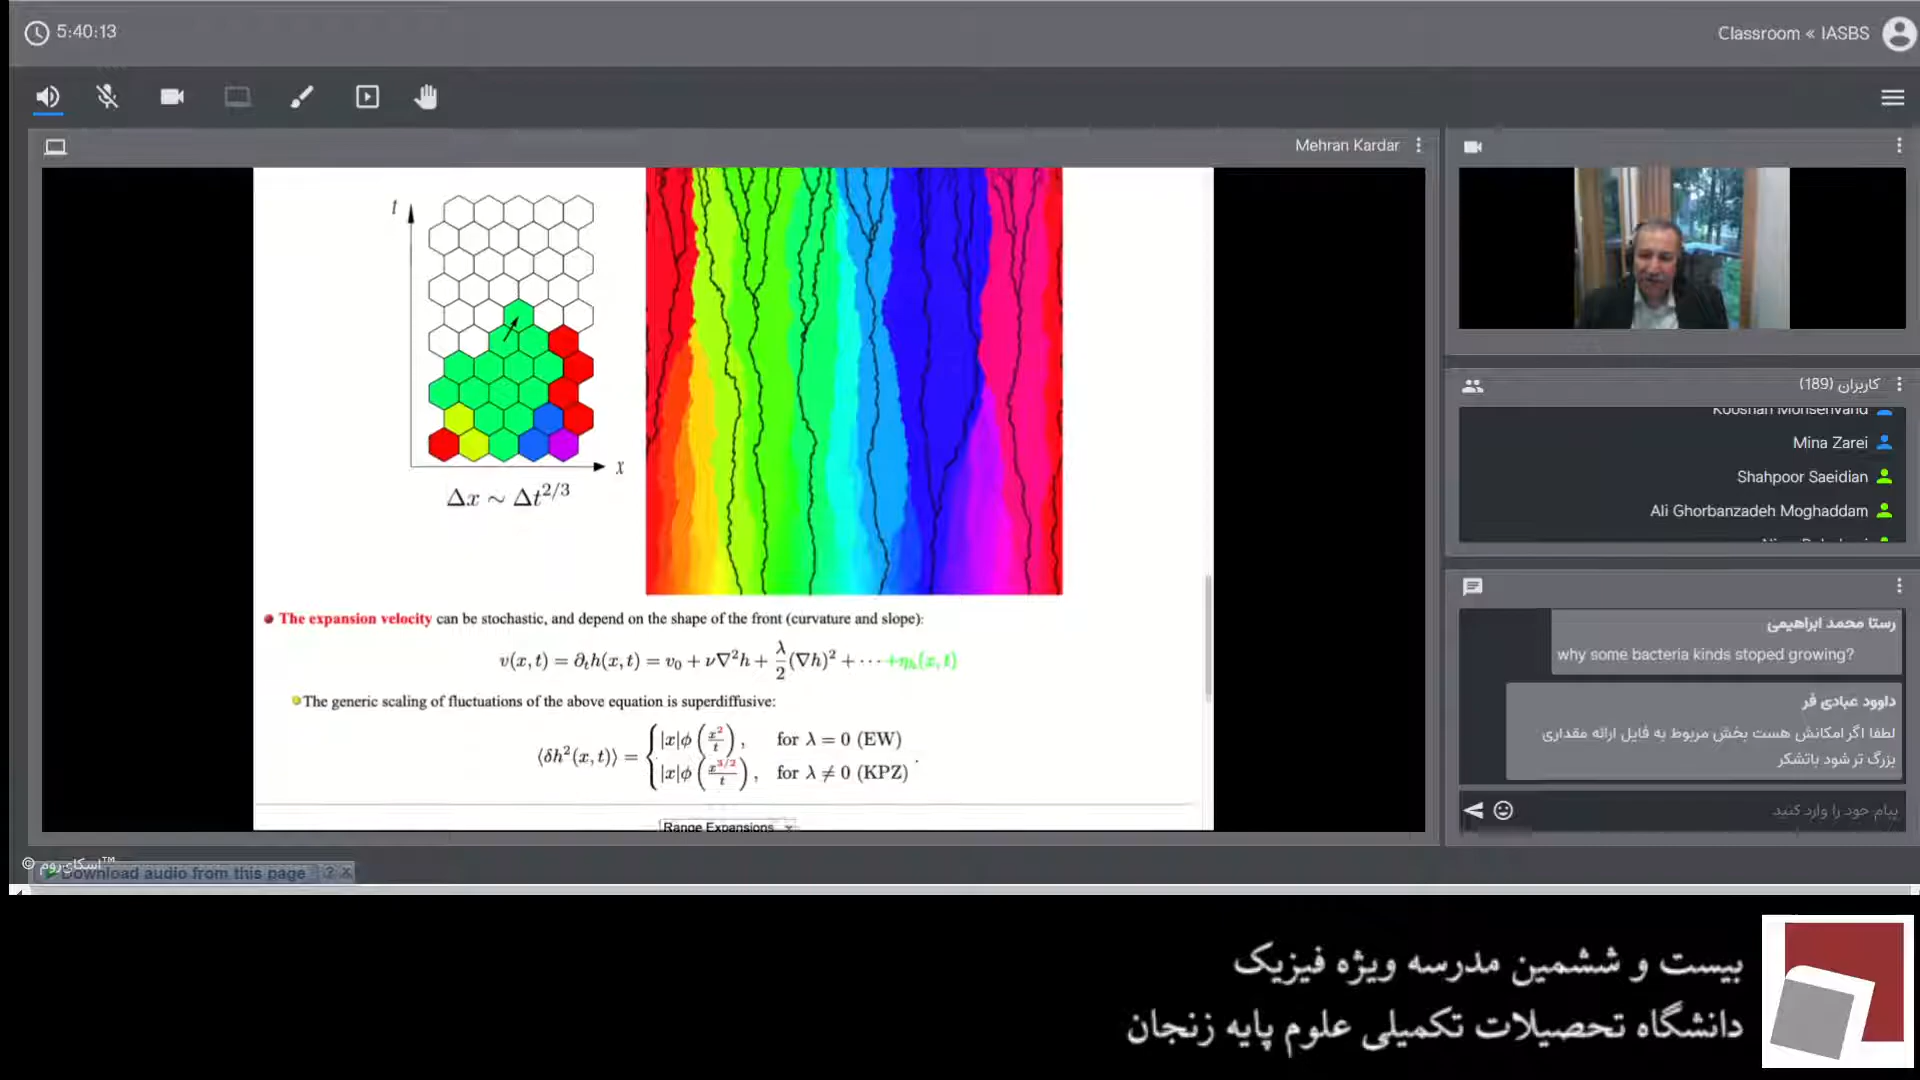 5:40:13
Classroom « IASBS
Mehran Kardar
t
x
Δx ∼ Δt^{2/3}
The expansion velocity can be stochastic, and depend on the shape of the front (curvature and slope):
v(x, t) = ∂_t h(x, t) = v_0 + ν∇²h + λ/2 (∇h)² + ··· +η_h(x, t)
The generic scaling of fluctuations of the above equation is superdiffusive:
⟨δh²(x, t)⟩ = { |x|ϕ(x²/t), for λ = 0 (EW)
|x|ϕ(x^{3/2}/t), for λ ≠ 0 (KPZ) .
Range Expansions
کاربران (189)
Kooshan Mohsenvand
Mina Zarei
Shahpoor Saeidian
Ali Ghorbanzadeh Moghaddam
رستا محمد ابراهیمی
why some bacteria kinds stoped growing?
داوود عبادی فر
لطفا اگر امکانش هست بخش مربوط به فایل ارائه مقداری
بزرگ تر شود باتشکر
پیام خود را وارد کنید
© اسکای‌روم™
Download audio from this page ? X
بیست و ششمین مدرسه ویژه فیزیک
دانشگاه تحصیلات تکمیلی علوم پایه زنجان